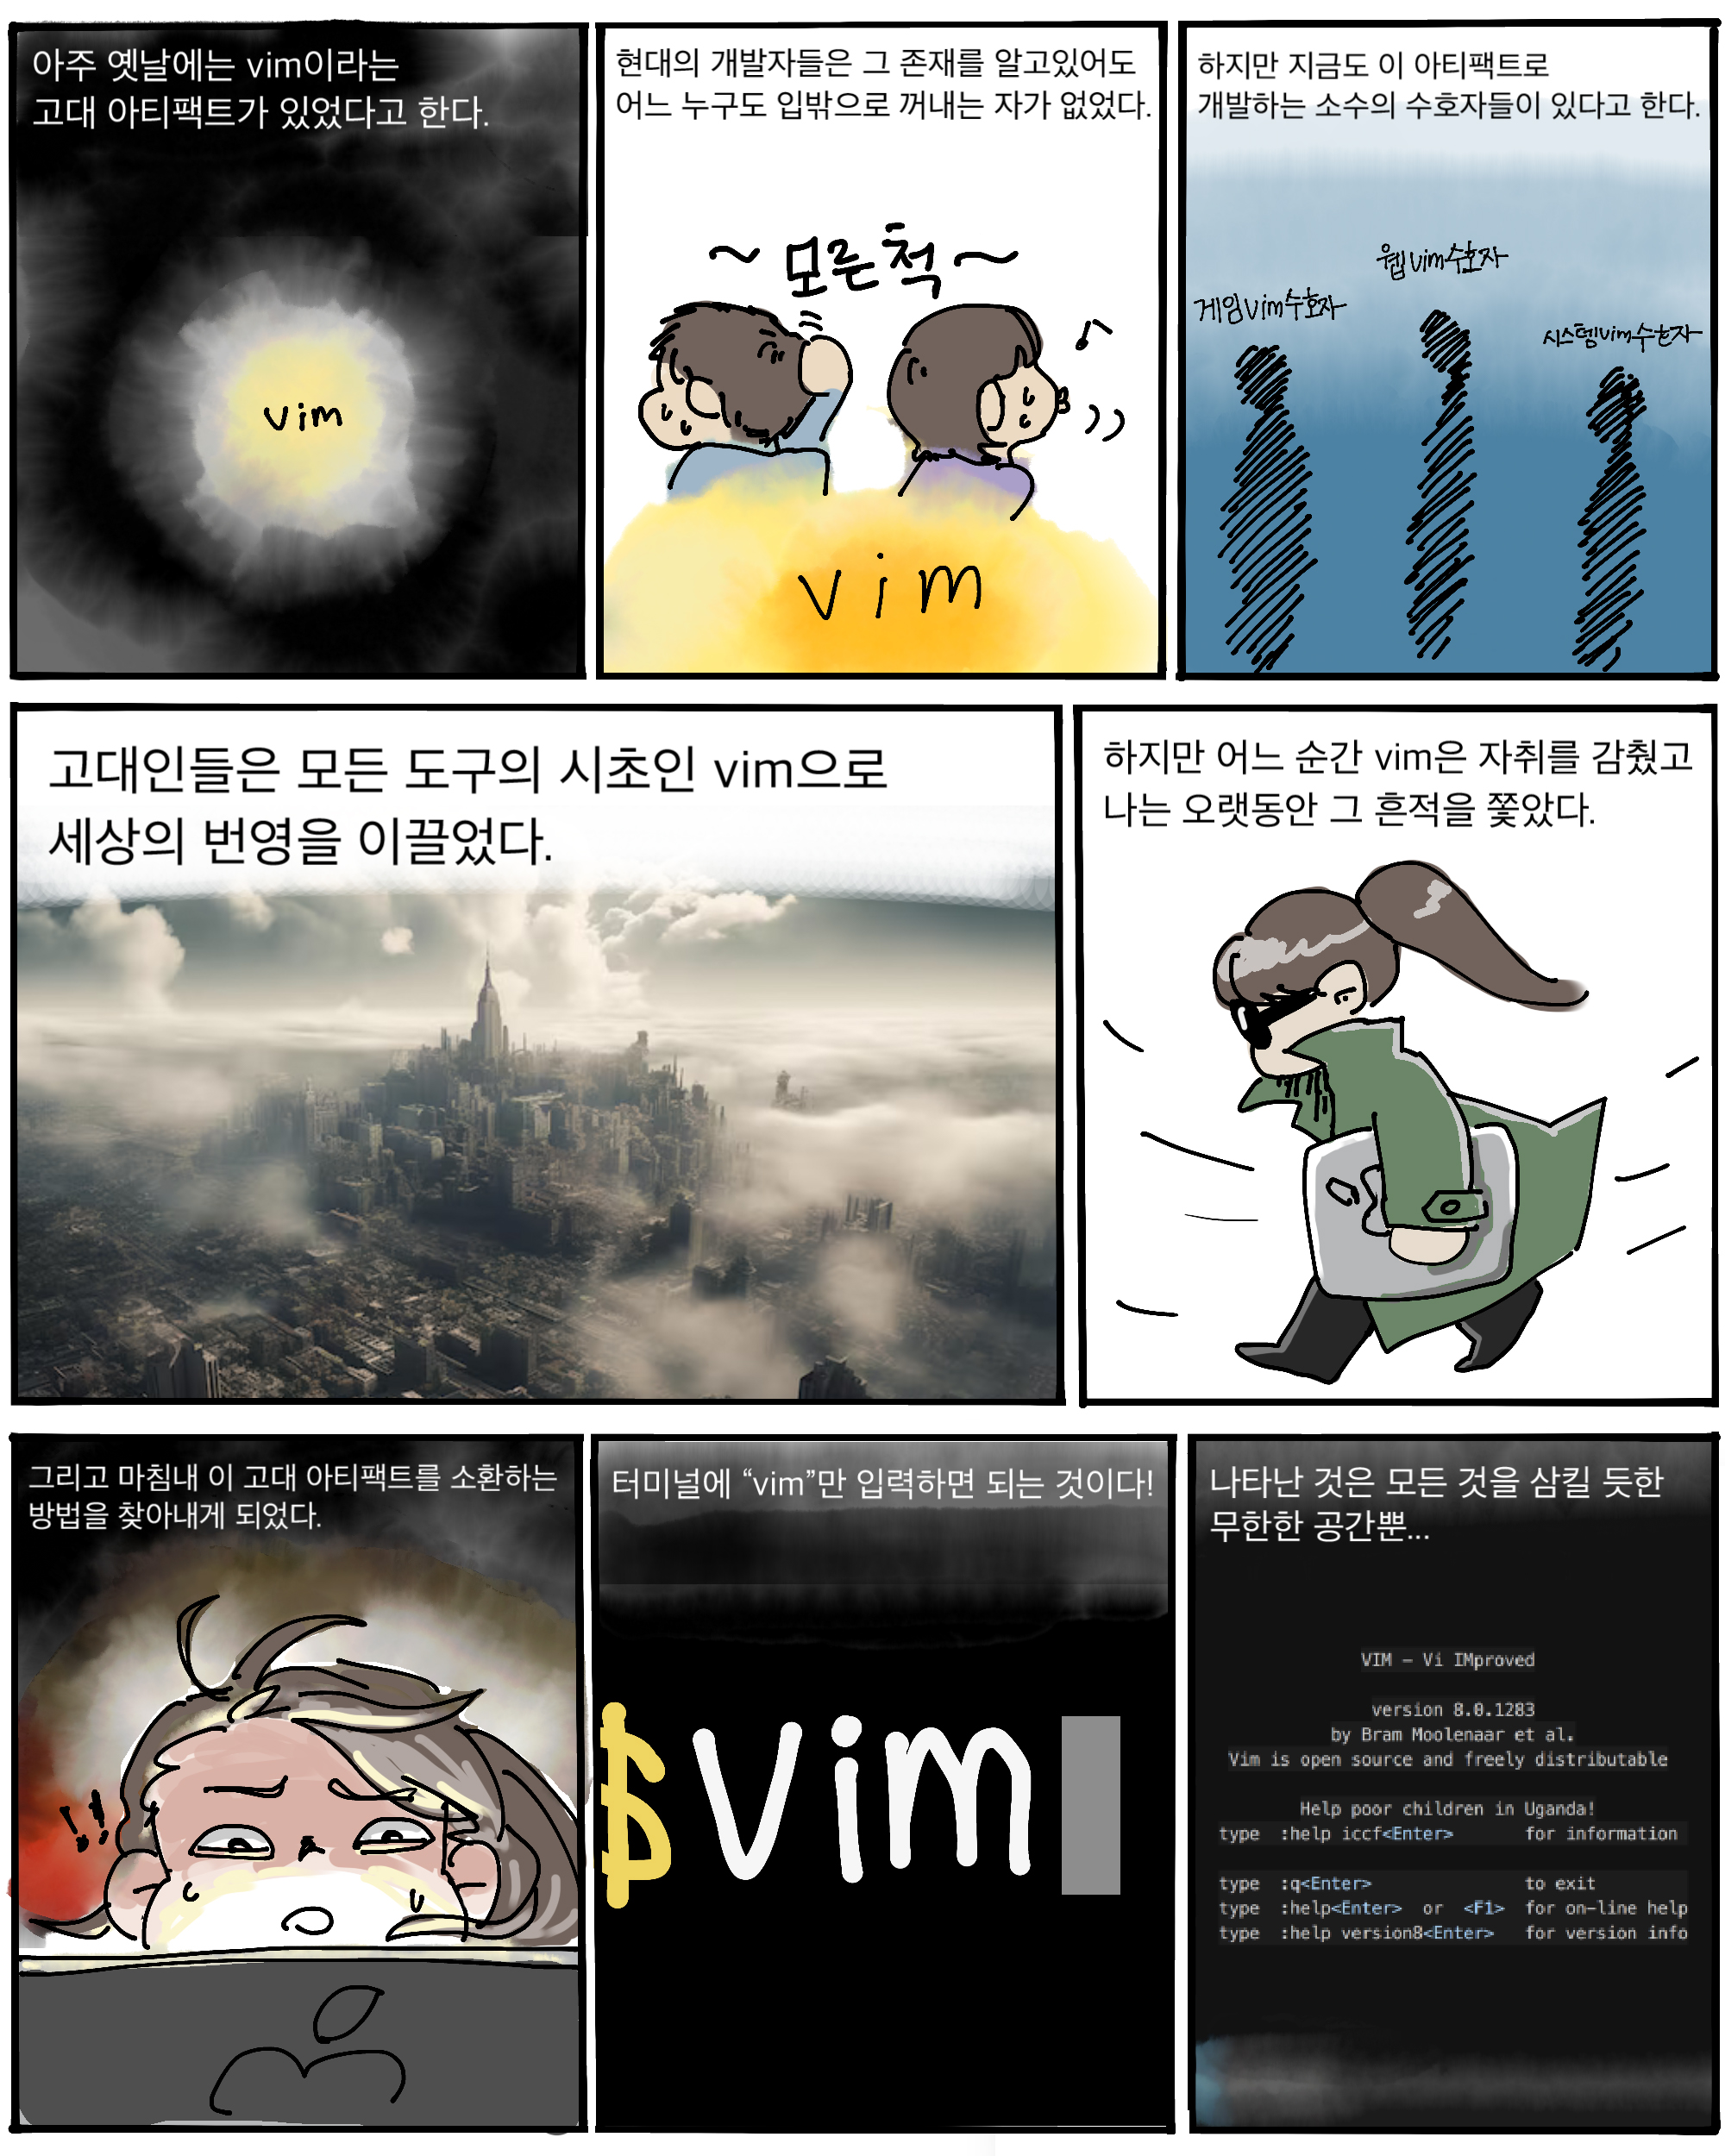 아주 옛날에는 vim이라는
고대 아티팩트가 있었다고 한다.
vim
현대의 개발자들은 그 존재를 알고있어도
어느 누구도 입밖으로 꺼내는 자가 없었다.
~ 모른척 ~
vim
하지만 지금도 이 아티팩트로
개발하는 소수의 수호자들이 있다고 한다.
웹vim수호자
게임vim수호자
시스템vim수호자
고대인들은 모든 도구의 시초인 vim으로
세상의 번영을 이끌었다.
하지만 어느 순간 vim은 자취를 감췄고
나는 오랫동안 그 흔적을 쫓았다.
그리고 마침내 이 고대 아티팩트를 소환하는
방법을 찾아내게 되었다.
!!
터미널에 “vim”만 입력하면 되는 것이다!
$vim
나타난 것은 모든 것을 삼킬 듯한
무한한 공간뿐...
VIM - Vi IMproved
version 8.0.1283
by Bram Moolenaar et al.
Vim is open source and freely distributable
Help poor children in Uganda!
type :help iccf<Enter> for information
type :q<Enter> to exit
type :help<Enter> or <F1> for on-line help
type :help version8<Enter> for version info